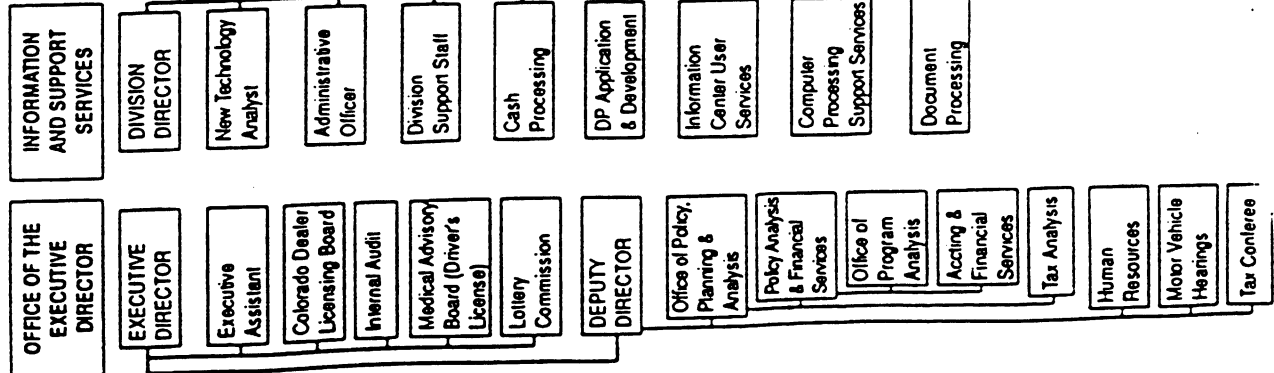 OFFICE OF THE
EXECUTIVE
DIRECTOR
EXECUTIVE
DIRECTOR
Executive
Assistant
Colorado Dealer
Licensing Board
Internal Audit
Medical Advisory
Board (Driver's
License)
Lottery
Commission
DEPUTY
DIRECTOR
Office of Policy,
Planning &
Analysis
Policy Analysis
& Financial
Services
Office of
Program
Analysis
Accting &
Financial
Services
Tax Analysis
Human
Resources
Motor Vehicle
Hearings
Tax Conferee
INFORMATION
AND SUPPORT
SERVICES
DIVISION
DIRECTOR
New Technology
Analyst
Administrative
Officer
Division
Support Staff
Cash
Processing
DP Application
& Development
Information
Center User
Services
Computer
Processing
Support Services
Document
Processing